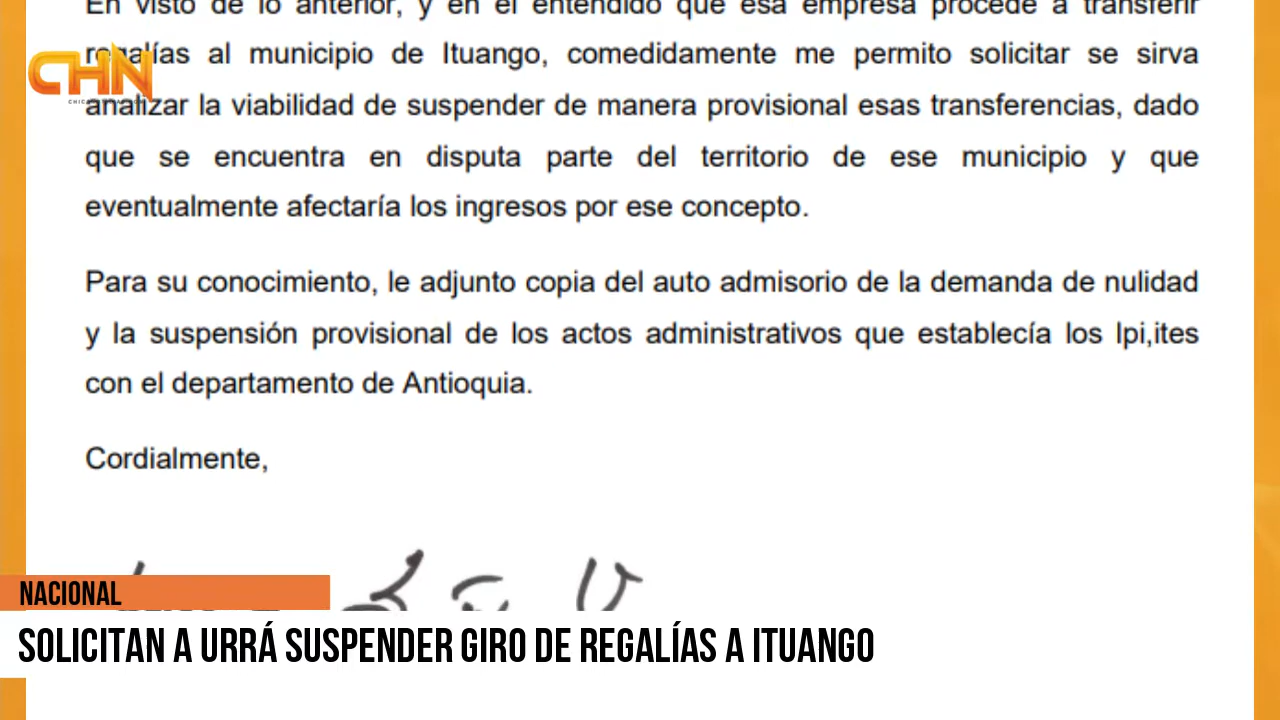 En visto de lo anterior, y en el entendido que esa empresa procede a transferir
regalías al municipio de Ituango, comedidamente me permito solicitar se sirva
CHN
analizar la viabilidad de suspender de manera provisional esas transferencias, dado
que se encuentra en disputa parte del territorio de ese municipio y que
eventualmente afectaría los ingresos por ese concepto.
Para su conocimiento, le adjunto copia del auto admisorio de la demanda de nulidad
y la suspensión provisional de los actos administrativos que establecía los lpi,ites
con el departamento de Antioquia.
Cordialmente,
NACIONAL
SOLICITAN A URRÁ SUSPENDER GIRO DE REGALÍAS A ITUANGO